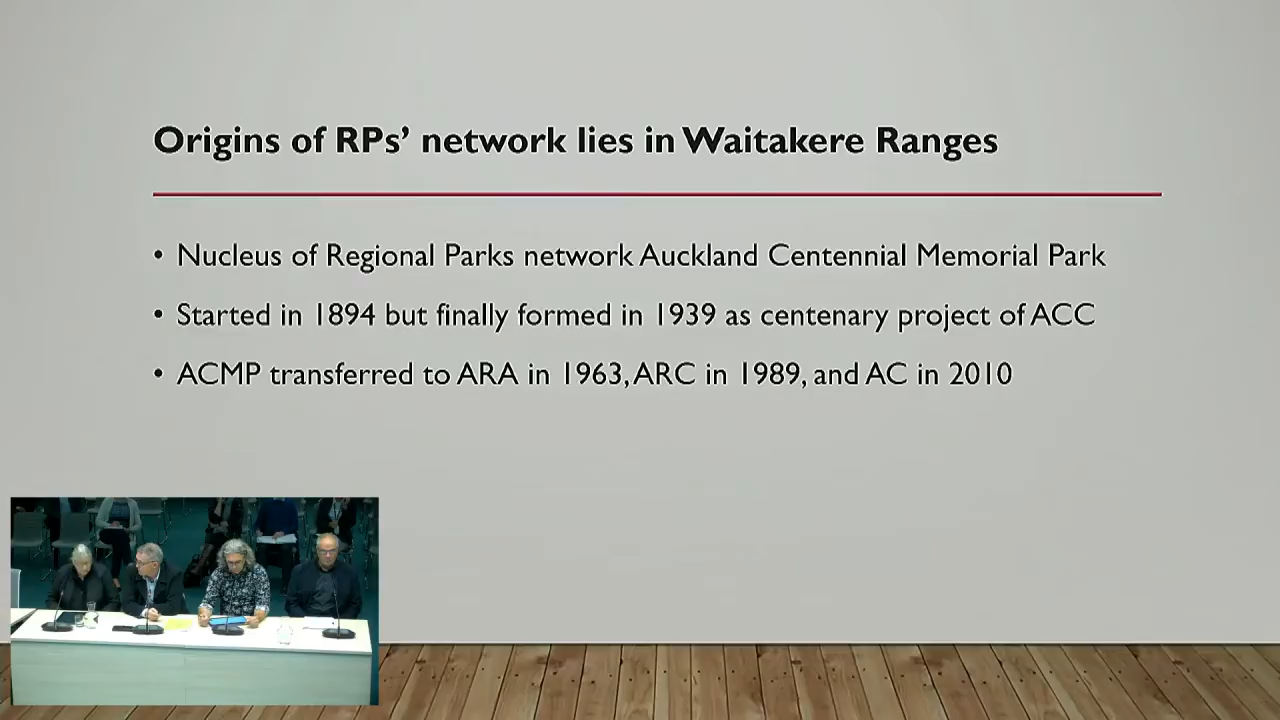 Origins of RPs’ network lies in Waitakere Ranges
• Nucleus of Regional Parks network Auckland Centennial Memorial Park
• Started in 1894 but finally formed in 1939 as centenary project of ACC
• ACMP transferred to ARA in 1963, ARC in 1989, and AC in 2010